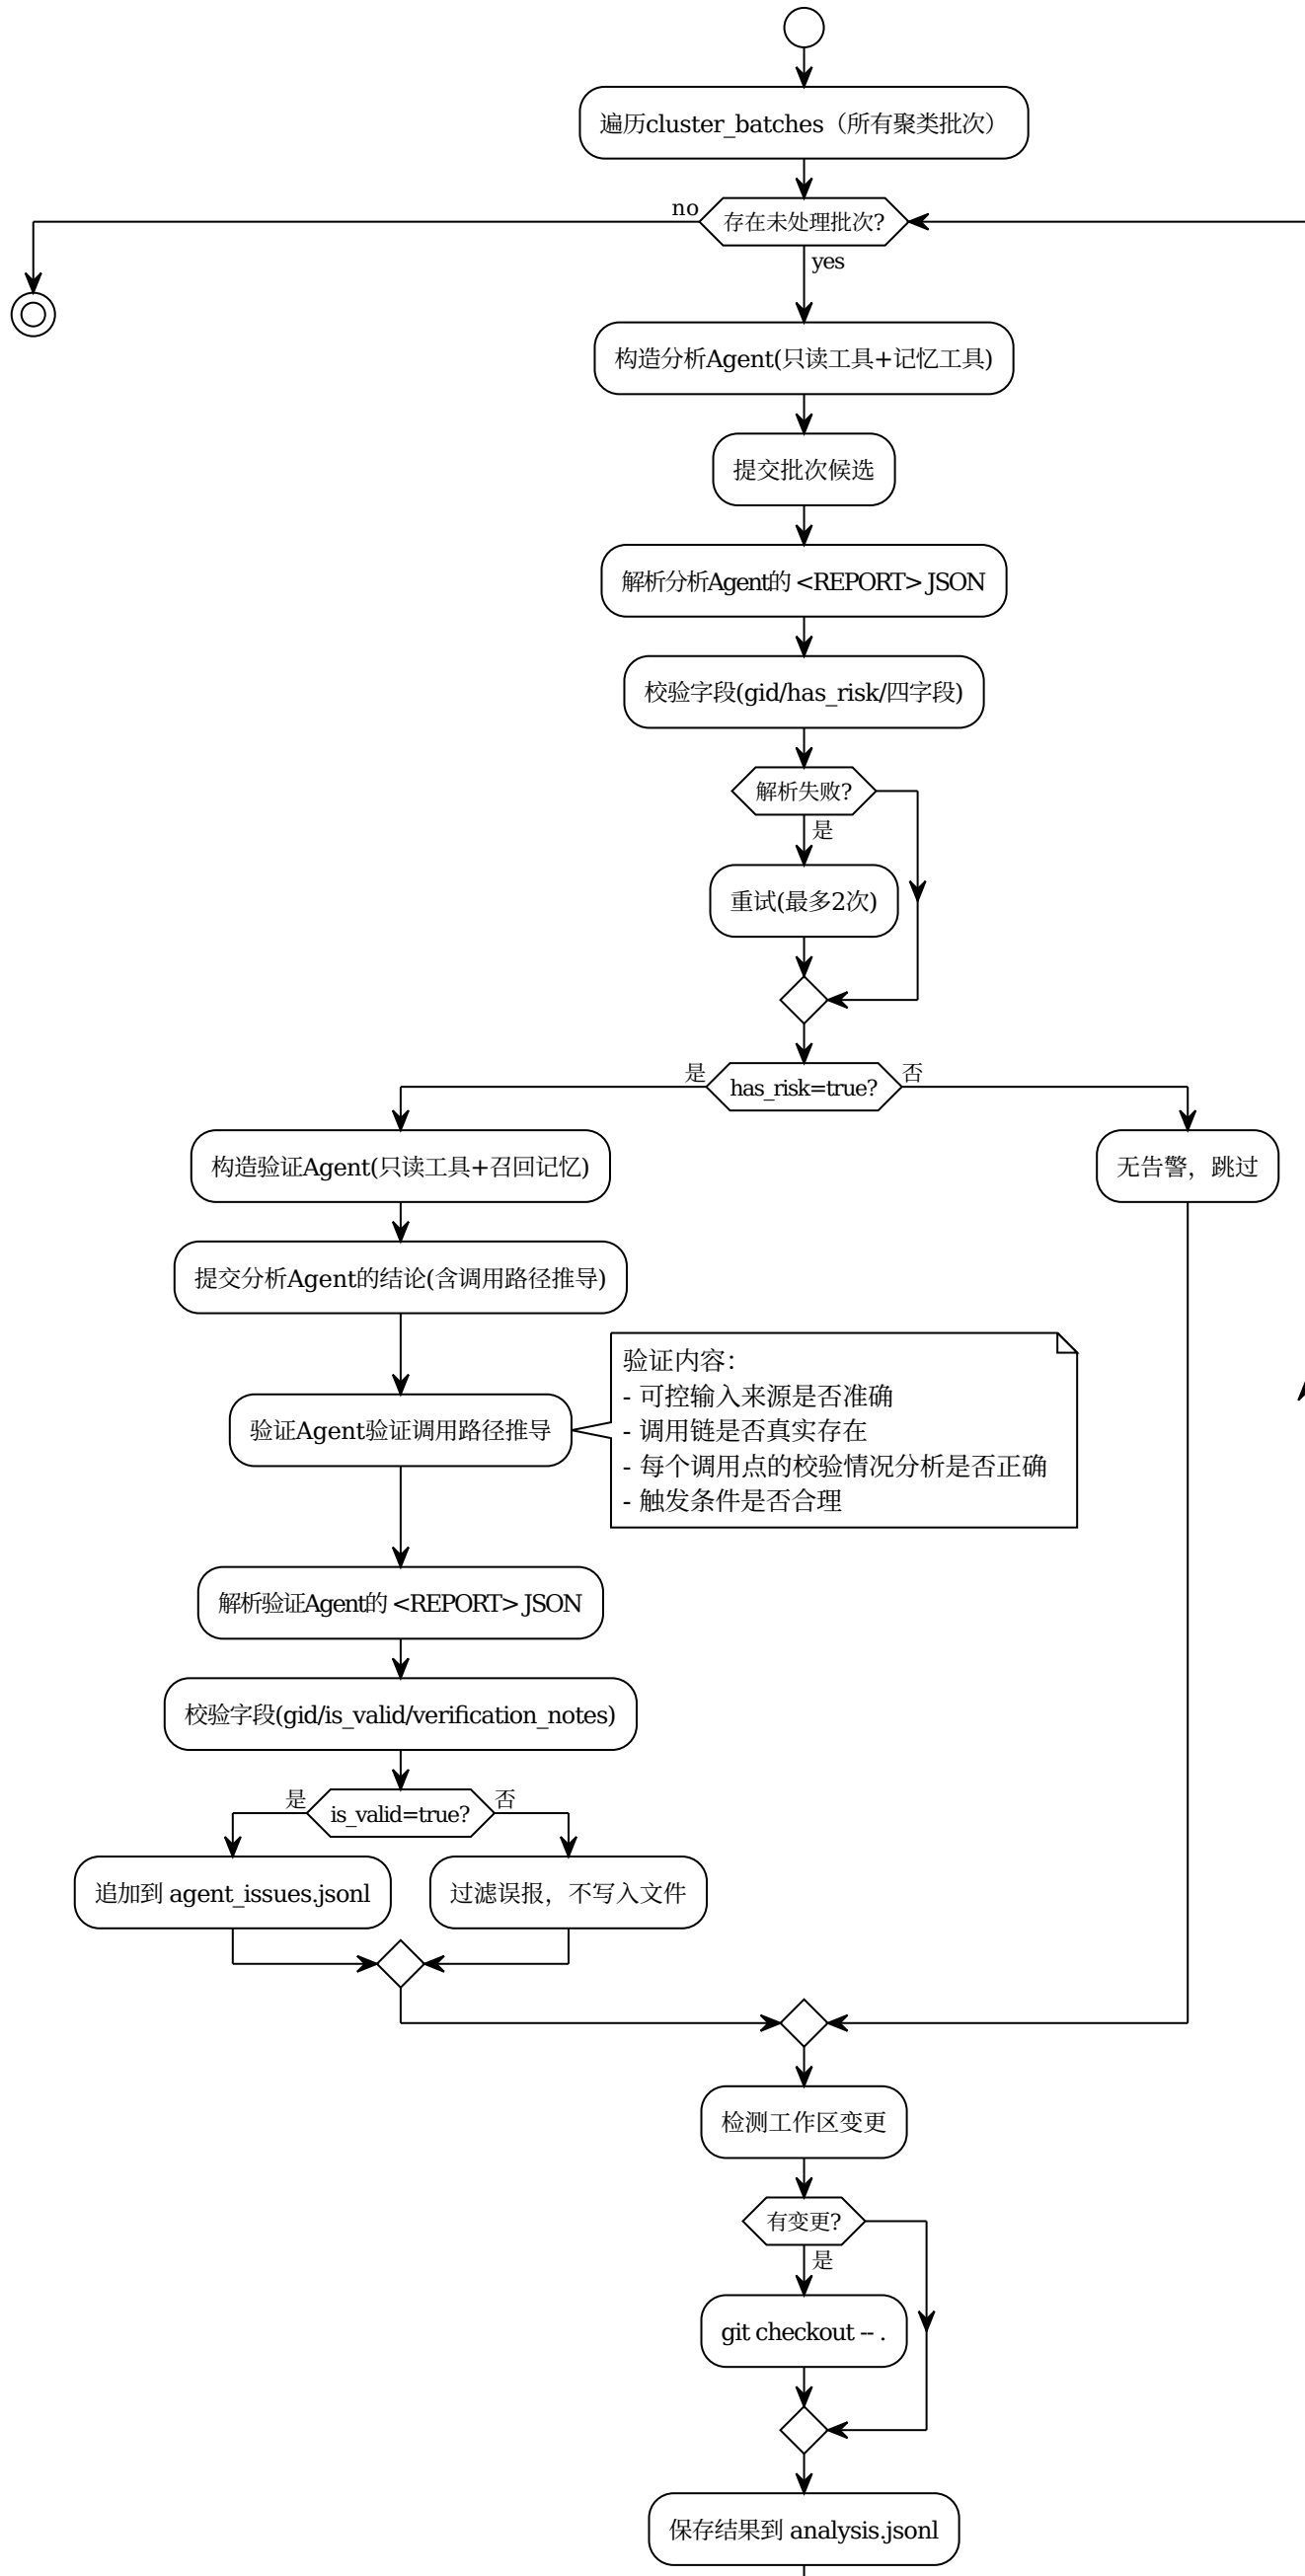 遍历cluster_batches（所有聚类批次）
no
存在未处理批次?
yes
构造分析Agent(只读工具+记忆工具)
提交批次候选
解析分析Agent的 <REPORT> JSON
校验字段(gid/has_risk/四字段)
解析失败?
是
重试(最多2次)
是
has_risk=true?
否
构造验证Agent(只读工具+召回记忆)
无告警，跳过
提交分析Agent的结论(含调用路径推导)
验证Agent验证调用路径推导
验证内容：
- 可控输入来源是否准确
- 调用链是否真实存在
- 每个调用点的校验情况分析是否正确
- 触发条件是否合理
解析验证Agent的 <REPORT> JSON
校验字段(gid/is_valid/verification_notes)
是
is_valid=true?
否
追加到 agent_issues.jsonl
过滤误报，不写入文件
检测工作区变更
有变更?
是
git checkout -- .
保存结果到 analysis.jsonl